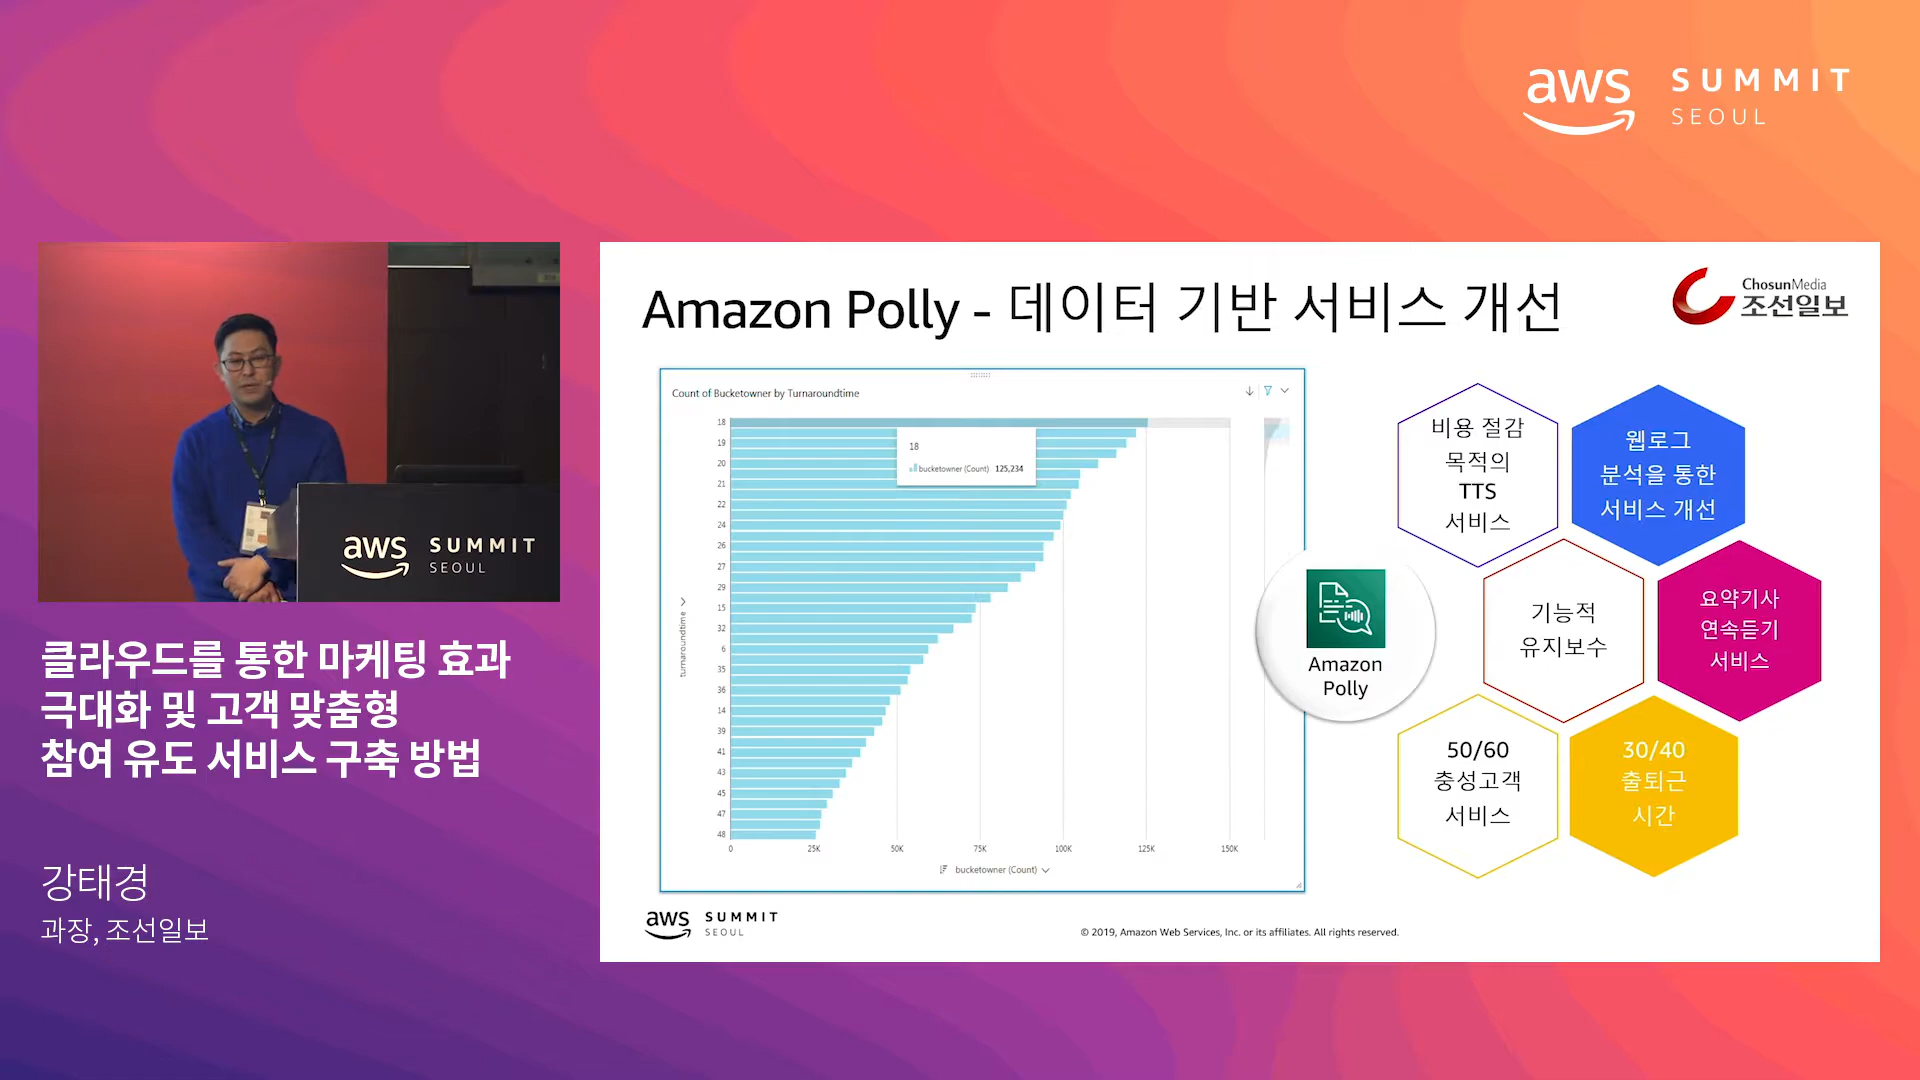 aws SUMMIT
SEOUL
aws SUMMIT
SEOUL
클라우드를 통한 마케팅 효과
극대화 및 고객 맞춤형
참여 유도 서비스 구축 방법
강태경
과장, 조선일보
Amazon Polly - 데이터 기반 서비스 개선
ChosunMedia
조선일보
Count of Bucketowner by Turnaroundtime
18
19
20
21
22
24
26
27
29
15
32
6
35
36
14
39
41
43
45
47
48
turnaroundtime
18
bucketowner (Count) 125,234
0 25K 50K 75K 100K 125K 150K
bucketowner (Count)
Amazon
Polly
비용 절감
목적의
TTS
서비스
웹로그
분석을 통한
서비스 개선
기능적
유지보수
요약기사
연속듣기
서비스
50/60
충성고객
서비스
30/40
출퇴근
시간
aws SUMMIT
SEOUL
© 2019, Amazon Web Services, Inc. or its affiliates. All rights reserved.